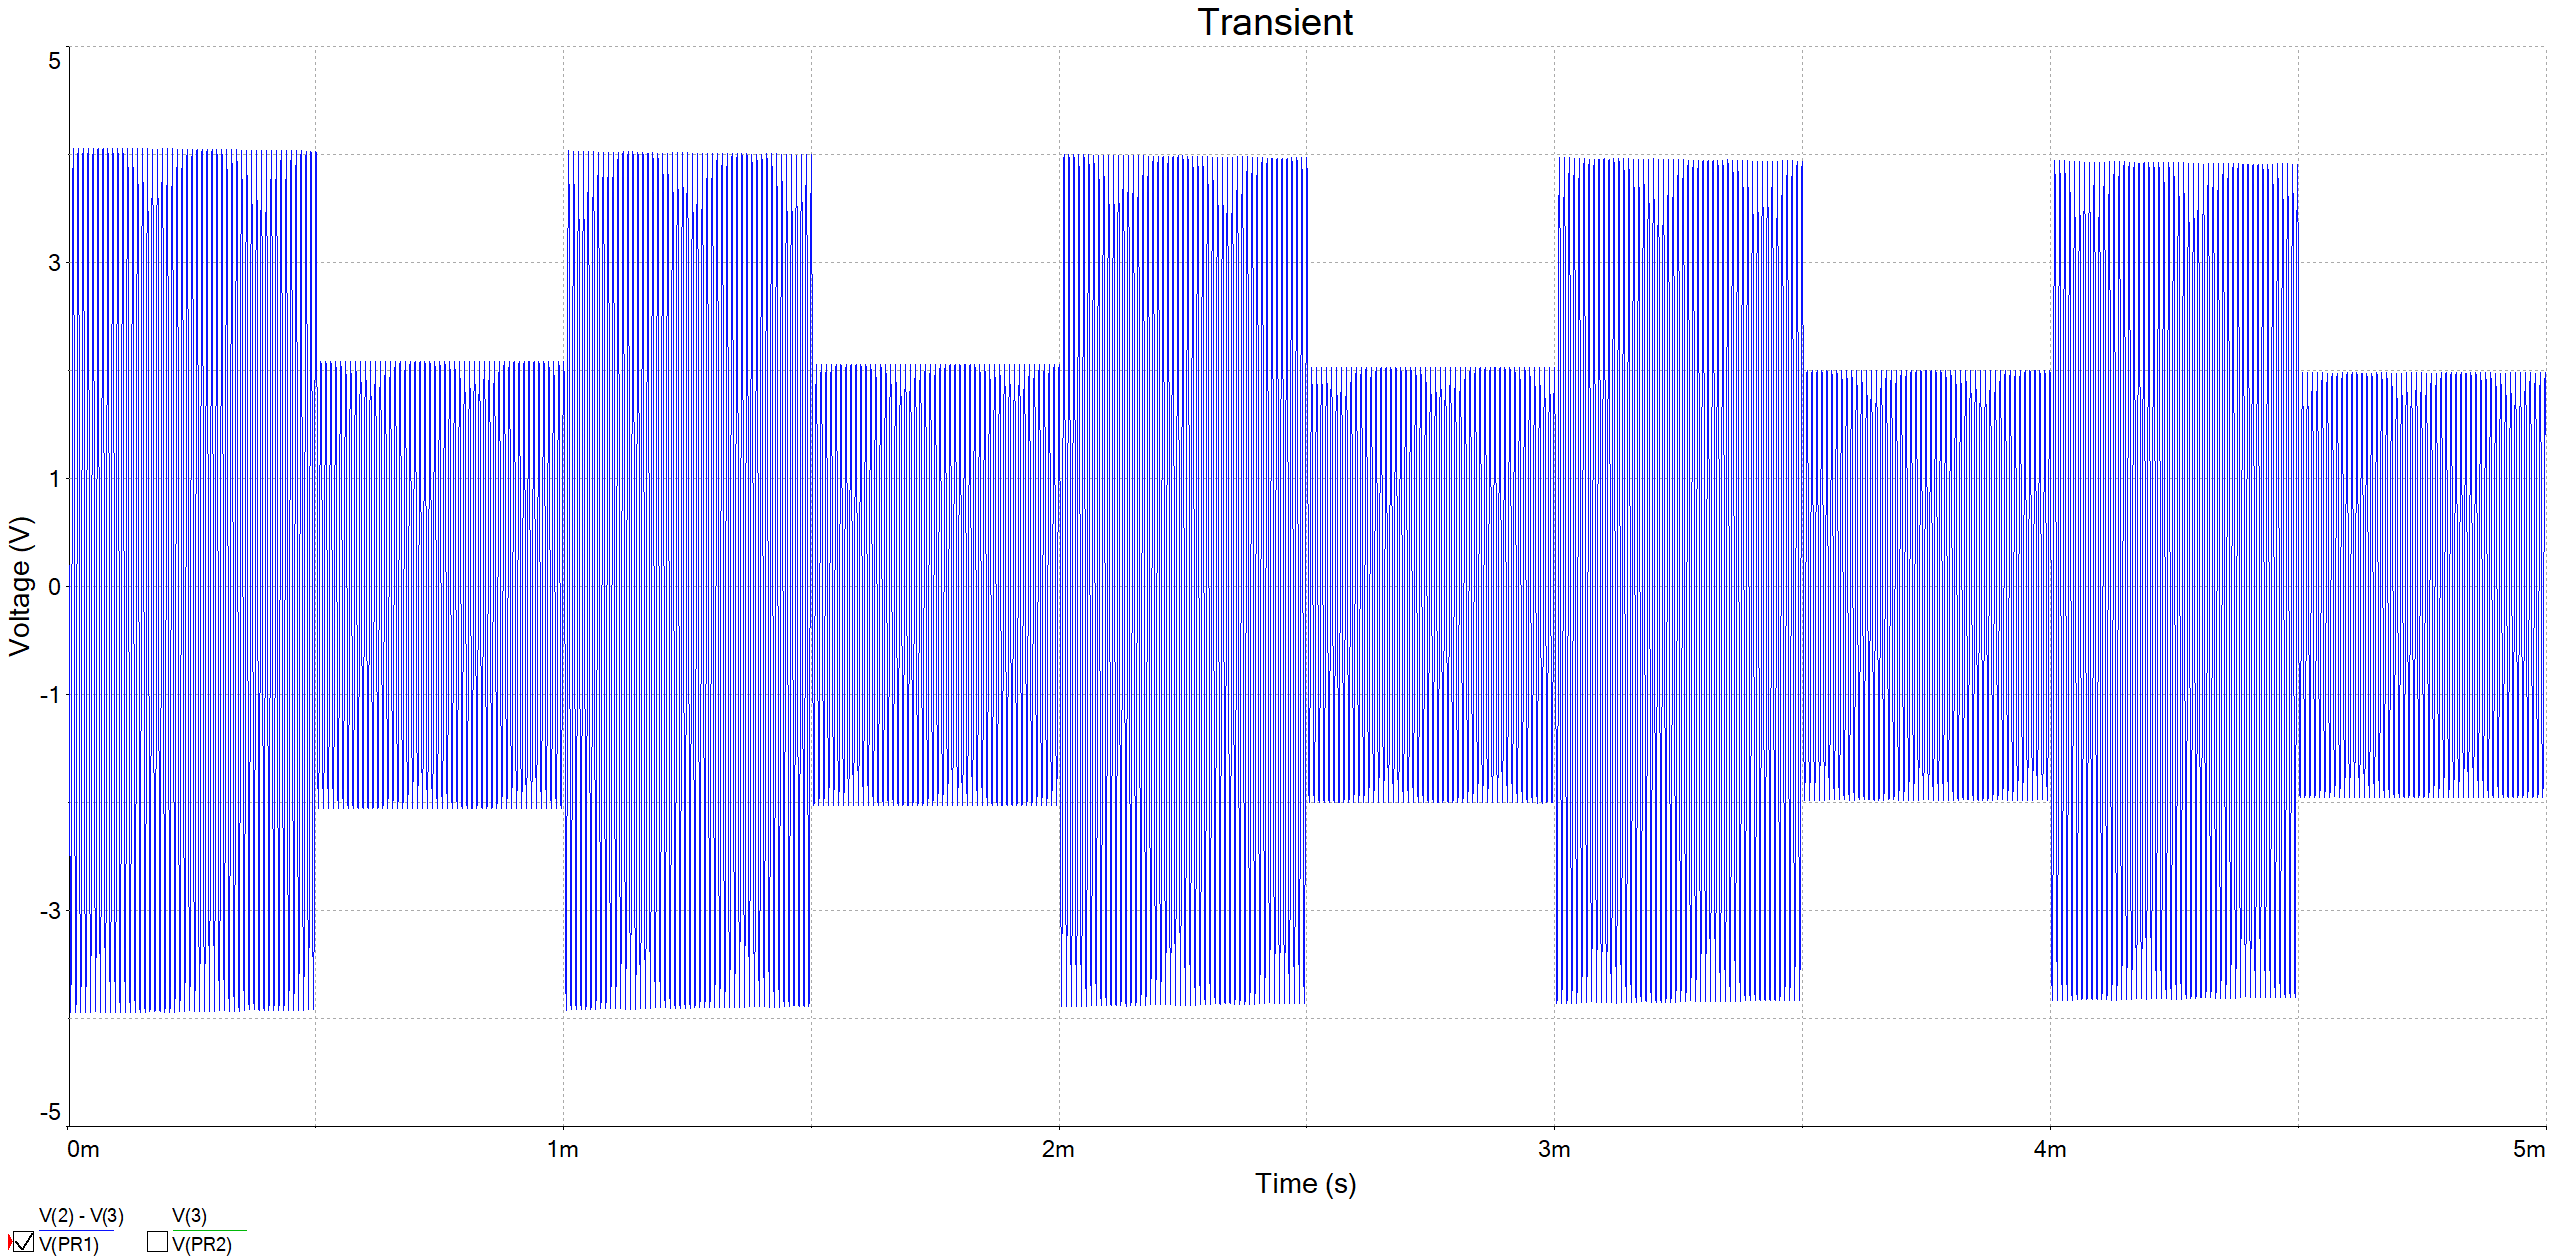 Transient
5
3
1
0
-1
-3
-5
Voltage (V)
0m 1m 2m 3m 4m 5m
Time (s)
V(2) - V(3) V(3)
V(PR1) V(PR2)